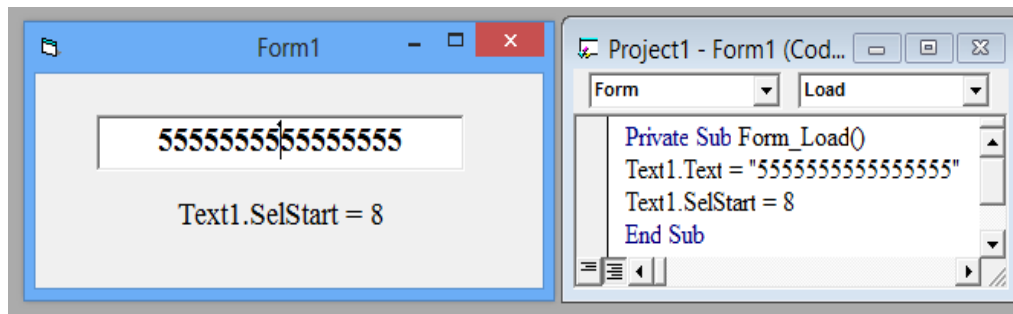 Form1
5555555555555555
Text1.SelStart = 8
Project1 - Form1 (Cod...
Form Load
Private Sub Form_Load()
Text1.Text = "5555555555555555"
Text1.SelStart = 8
End Sub